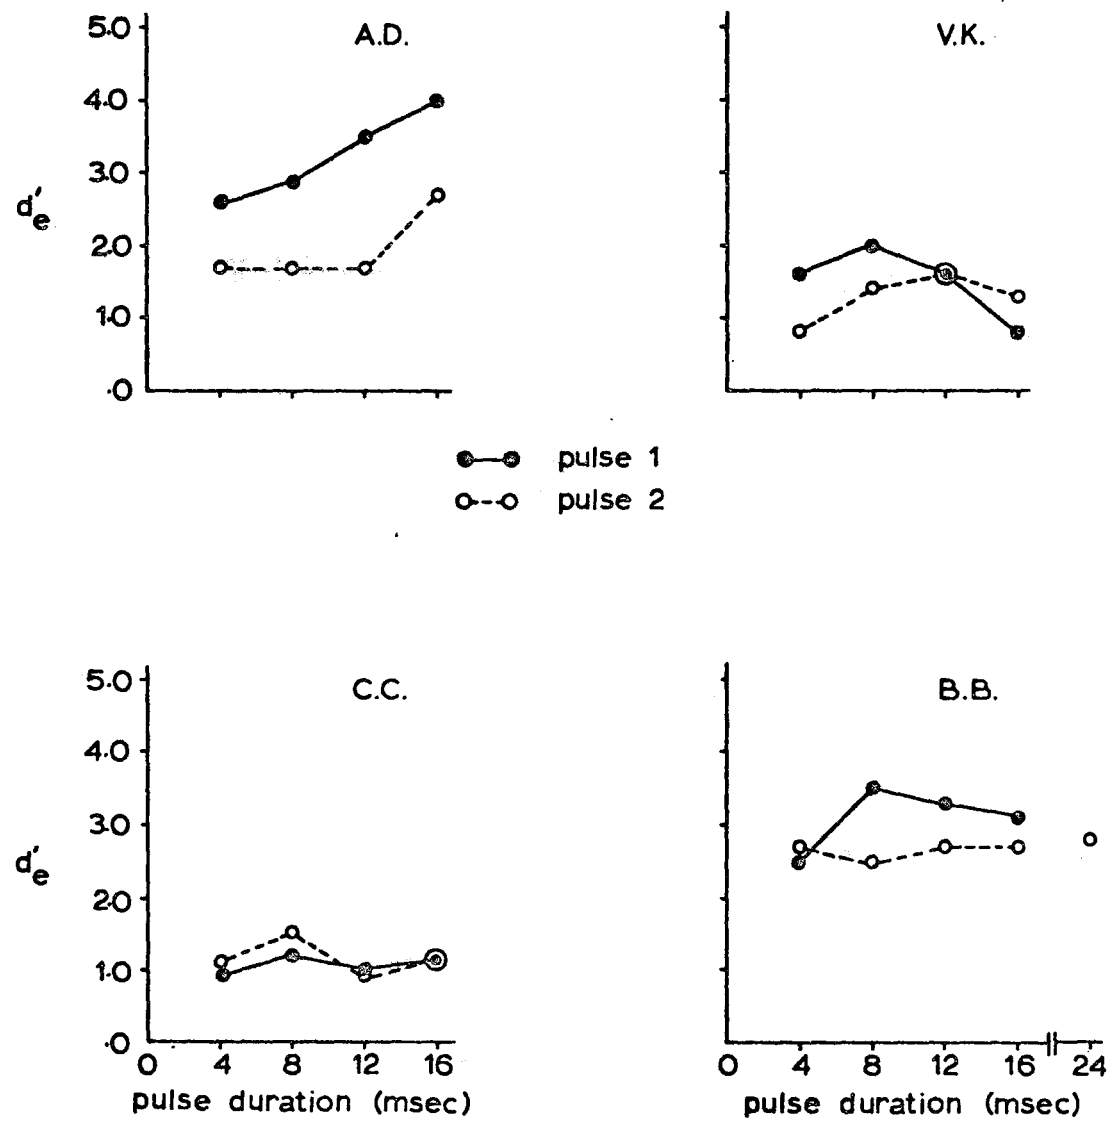 A.D.
5.0
4.0
3.0
2.0
1.0
.0
d'e
V.K.
pulse 1
pulse 2
C.C.
5.0
4.0
3.0
2.0
1.0
.0
d'e
0 4 8 12 16
pulse duration (msec)
B.B.
0 4 8 12 16 24
pulse duration (msec)